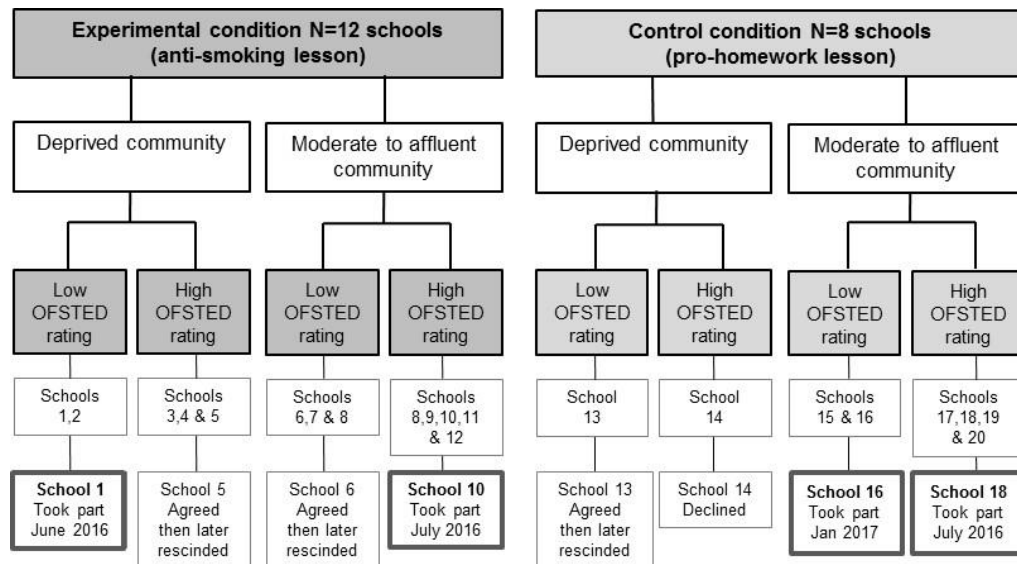 Experimental condition N=12 schools
(anti-smoking lesson)
Control condition N=8 schools
(pro-homework lesson)
Deprived community
Moderate to affluent
community
Deprived community
Moderate to affluent
community
Low
OFSTED
rating
High
OFSTED
rating
Low
OFSTED
rating
High
OFSTED
rating
Low
OFSTED
rating
High
OFSTED
rating
Low
OFSTED
rating
High
OFSTED
rating
Schools
1,2
Schools
3,4 & 5
Schools
6,7 & 8
Schools
8,9,10,11
& 12
School
13
School
14
Schools
15 & 16
Schools
17,18,19
& 20
School 1
Took part
June 2016
School 5
Agreed
then later
rescinded
School 6
Agreed
then later
rescinded
School 10
Took part
July 2016
School 13
Agreed
then later
rescinded
School 14
Declined
School 16
Took part
Jan 2017
School 18
Took part
July 2016